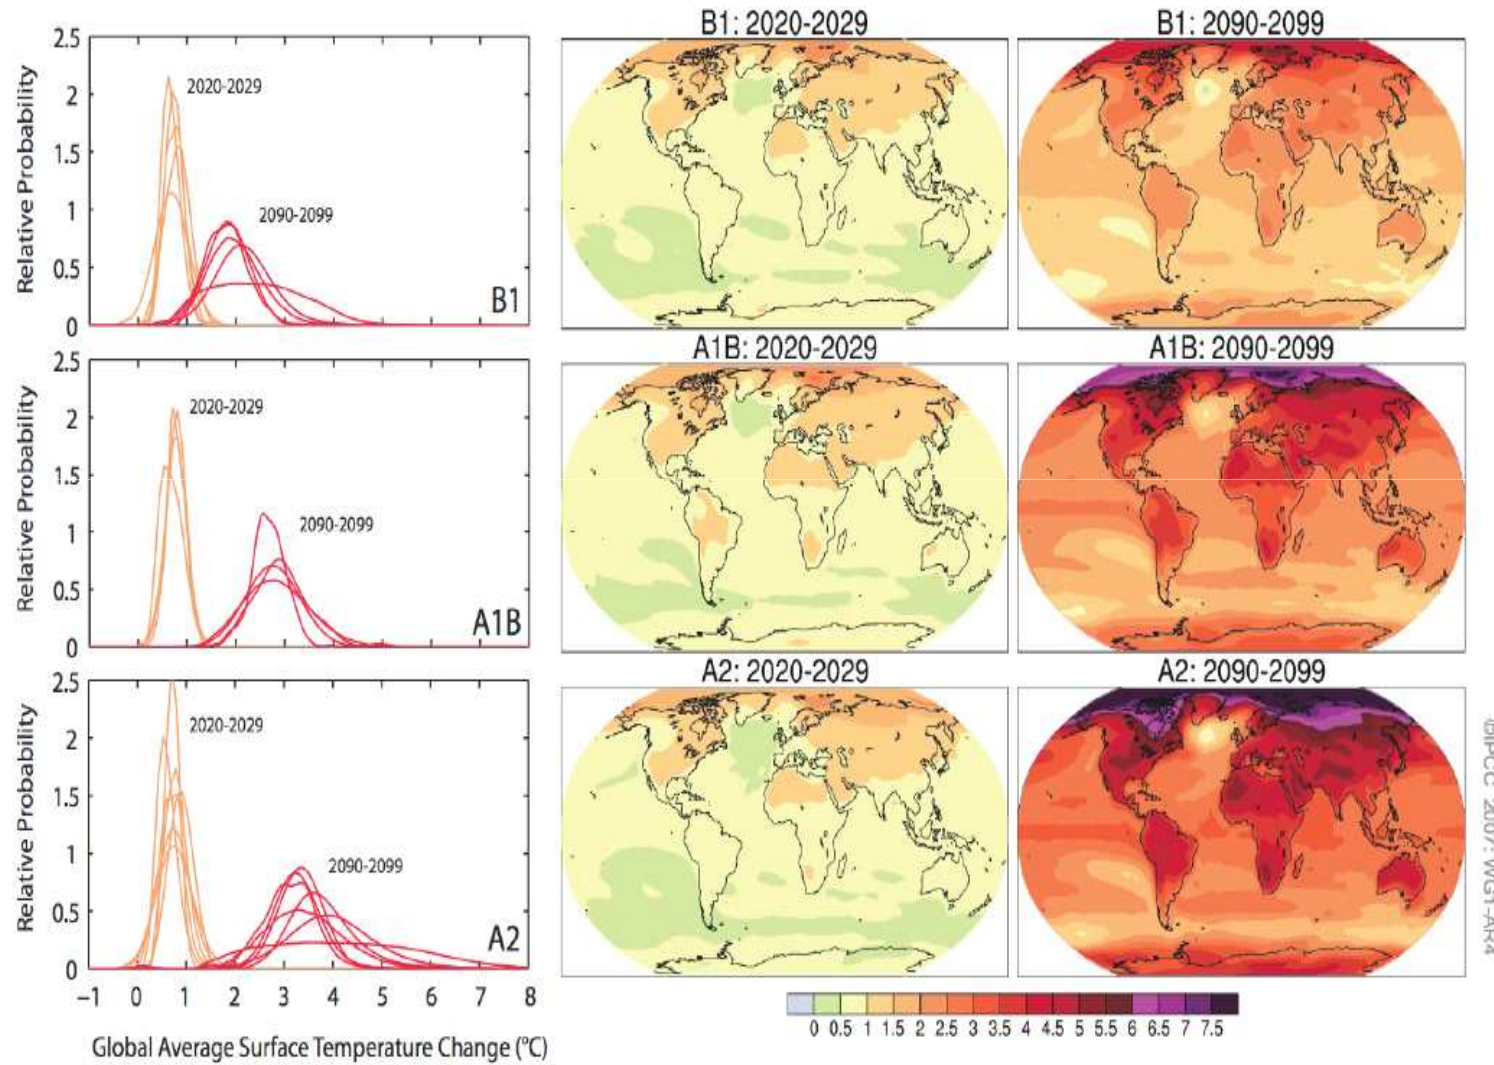 B1: 2020-2029
B1: 2090-2099
2.5
2
1.5
1
0.5
0
Relative Probability
2020-2029
2090-2099
B1
A1B: 2020-2029
A1B: 2090-2099
2.5
2
1.5
1
0.5
0
Relative Probability
2020-2029
2090-2099
A1B
A2: 2020-2029
A2: 2090-2099
2.5
2
1.5
1
0.5
0
Relative Probability
2020-2029
2090-2099
A2
-1 0 1 2 3 4 5 6 7 8
Global Average Surface Temperature Change (°C)
0 0.5 1 1.5 2 2.5 3 3.5 4 4.5 5 5.5 6 6.5 7 7.5
©IPCC 2007: WG1-AR4